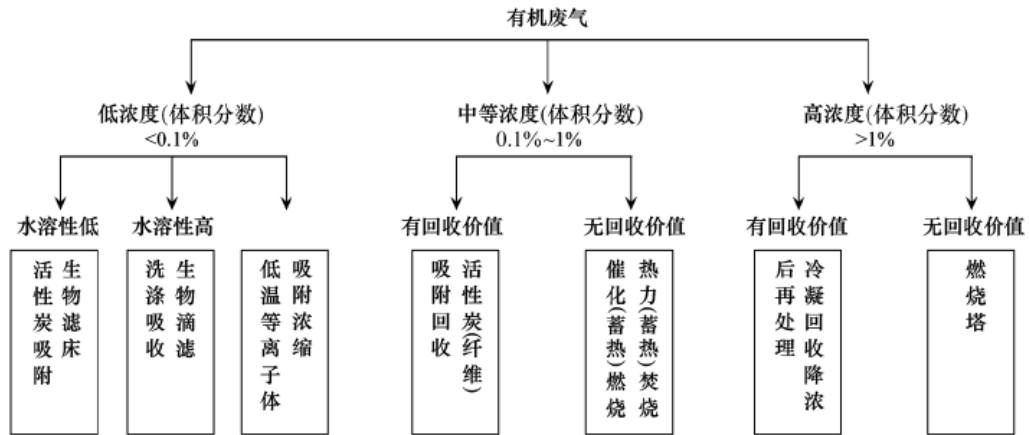 有机废气
低浓度(体积分数)
<0.1%
中等浓度(体积分数)
0.1%~1%
高浓度(体积分数)
>1%
水溶性低
水溶性高
有回收价值
无回收价值
有回收价值
无回收价值
生物滤床
活性炭吸附
生物滴滤
洗涤吸收
吸附浓缩
低温等离子体
活性炭(纤维)
吸附回收
热力(蓄热)焚烧
催化(蓄热)燃烧
冷凝回收降浓
后再处理
燃烧塔